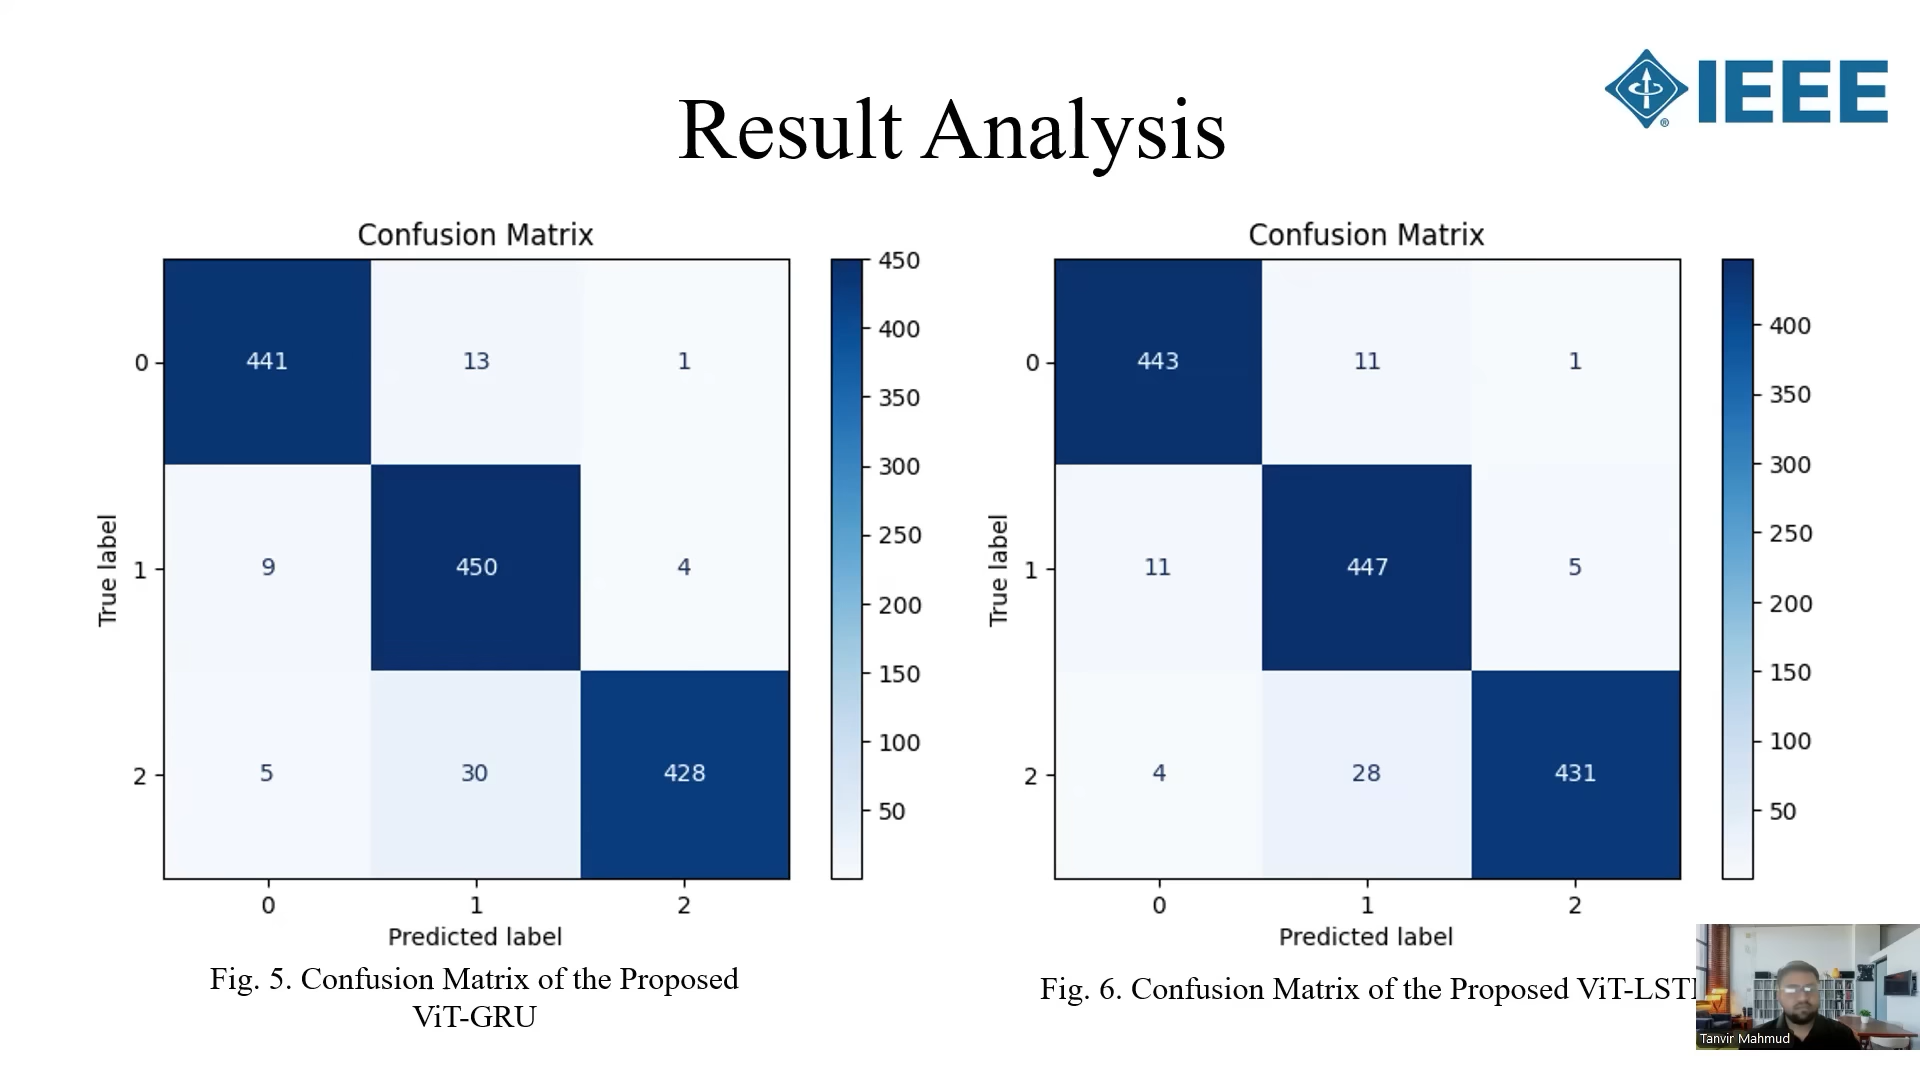 IEEE
®
Result Analysis
Confusion Matrix
441 13 1
9 450 4
5 30 428
0
1
2
True label
0 1 2
Predicted label
450
400
350
300
250
200
150
100
50
Fig. 5. Confusion Matrix of the Proposed
ViT-GRU
Confusion Matrix
443 11 1
11 447 5
4 28 431
0
1
2
True label
0 1 2
Predicted label
400
350
300
250
200
150
100
50
Fig. 6. Confusion Matrix of the Proposed ViT-LST
Tanvir Mahmud